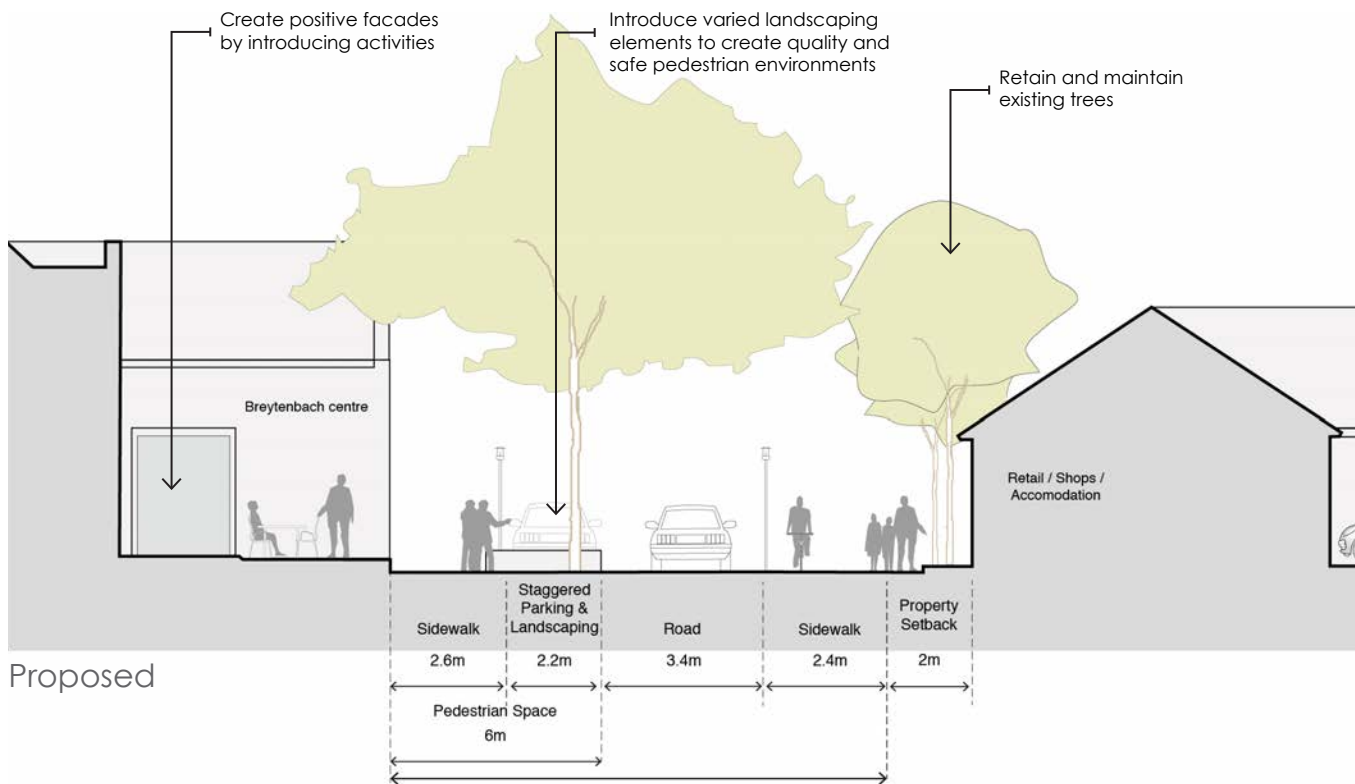 Create positive facades
by introducing activities
Introduce varied landscaping
elements to create quality and
safe pedestrian environments
Retain and maintain
existing trees
Breytenbach centre
Retail / Shops /
Accomodation
Sidewalk
Staggered
Parking &
Landscaping
Road
Sidewalk
Property
Setback
2.6m
2.2m
3.4m
2.4m
2m
Proposed
Pedestrian Space
6m